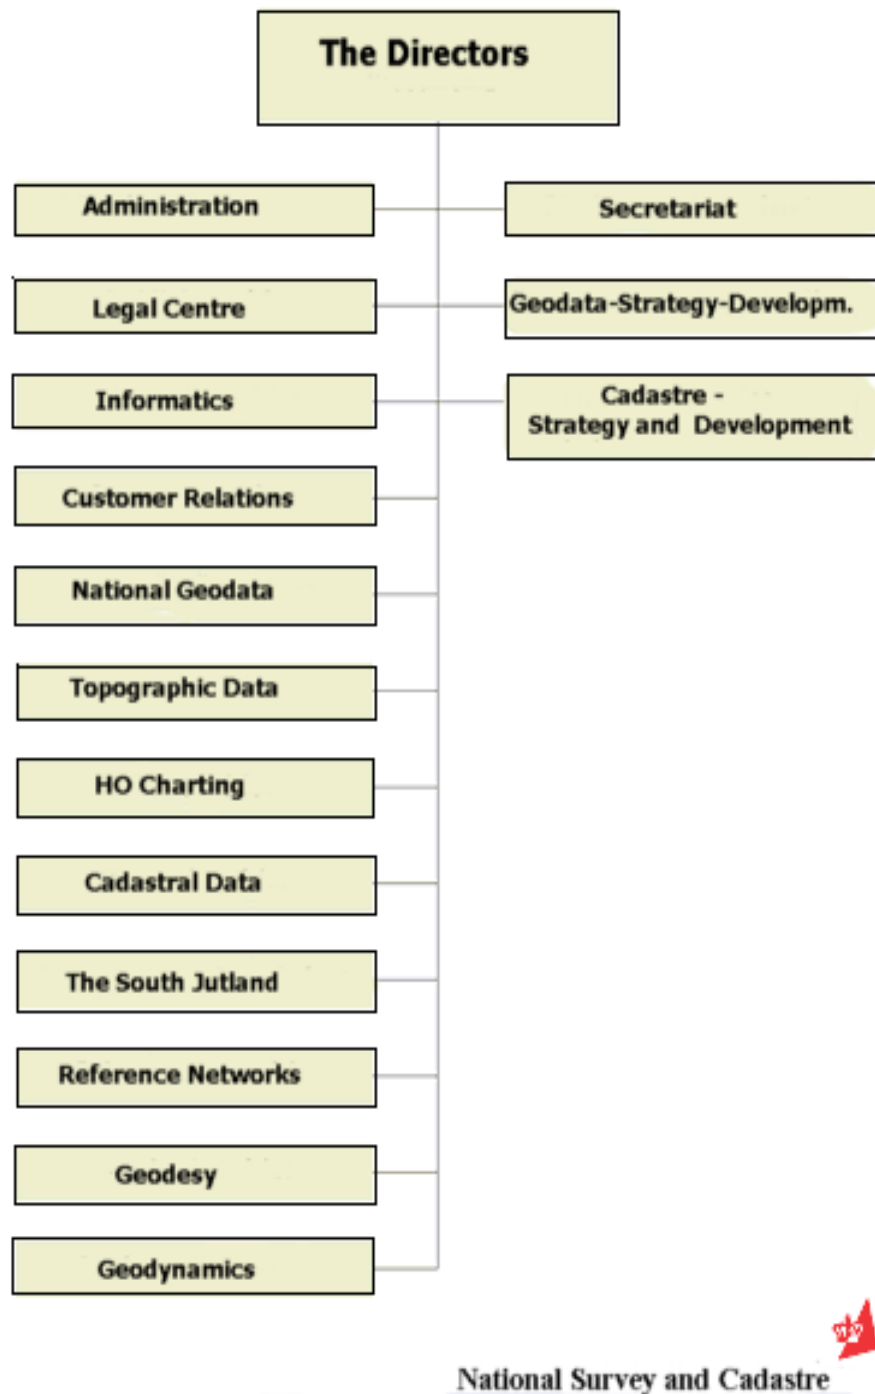 The Directors
Administration
Secretariat
Legal Centre
Geodata-Strategy-Developm.
Informatics
Cadastre -
Strategy and Development
Customer Relations
National Geodata
Topographic Data
HO Charting
Cadastral Data
The South Jutland
Reference Networks
Geodesy
Geodynamics
National Survey and Cadastre